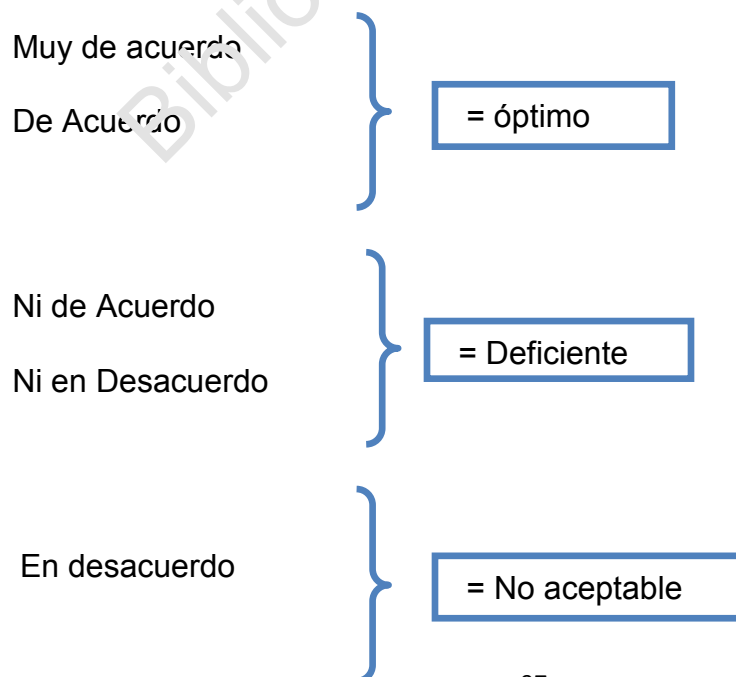 Muy de acuerdo
De Acuerdo
= óptimo
Ni de Acuerdo
Ni en Desacuerdo
= Deficiente
En desacuerdo
= No aceptable